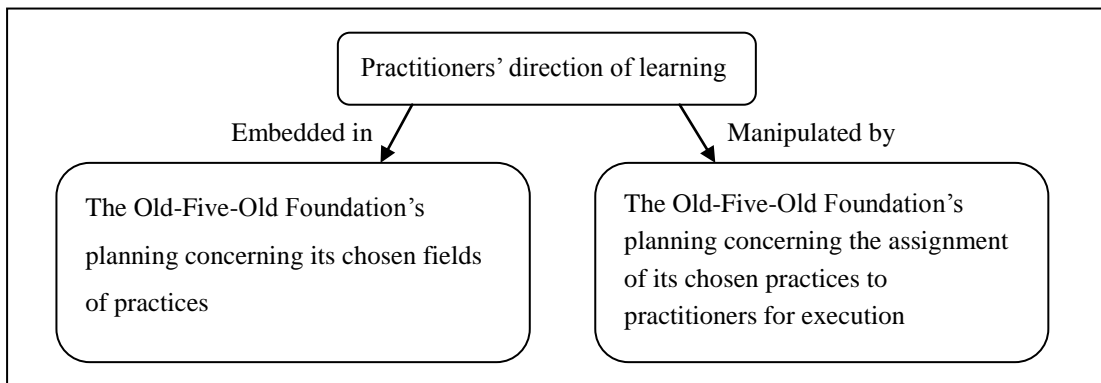 Practitioners’ direction of learning
Embedded in
Manipulated by
The Old-Five-Old Foundation’s
planning concerning its chosen fields
of practices
The Old-Five-Old Foundation’s
planning concerning the assignment
of its chosen practices to
practitioners for execution